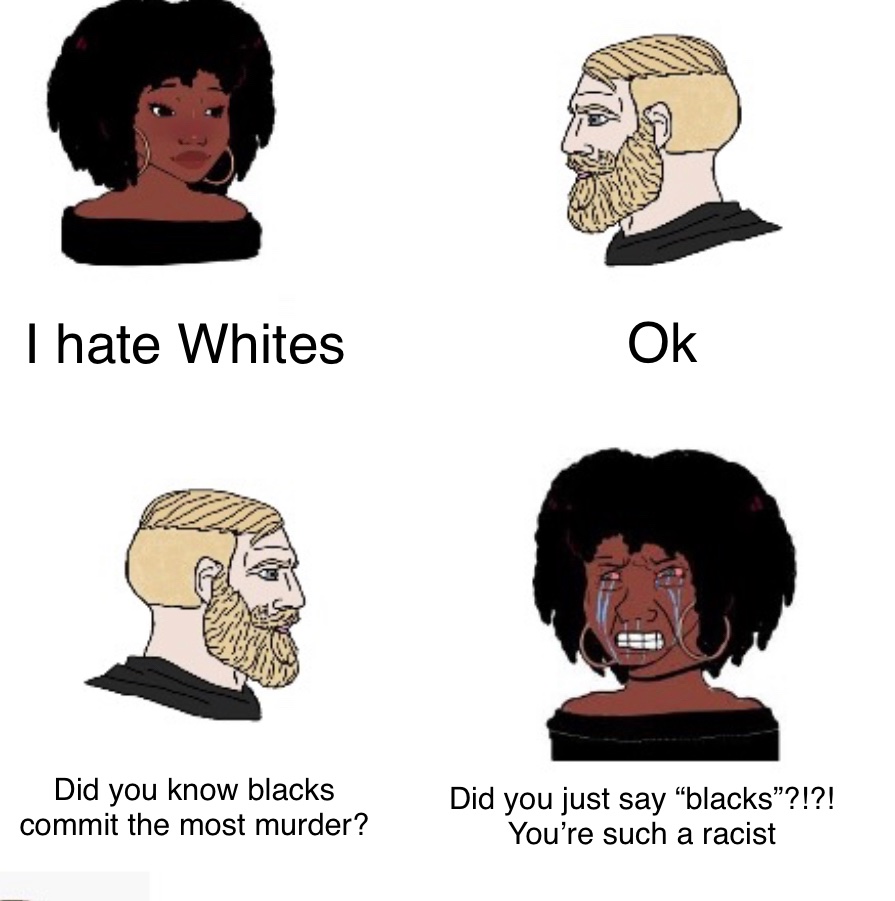 I hate Whites
Ok
Did you know blacks
commit the most murder?
Did you just say “blacks”?!?!
You’re such a racist